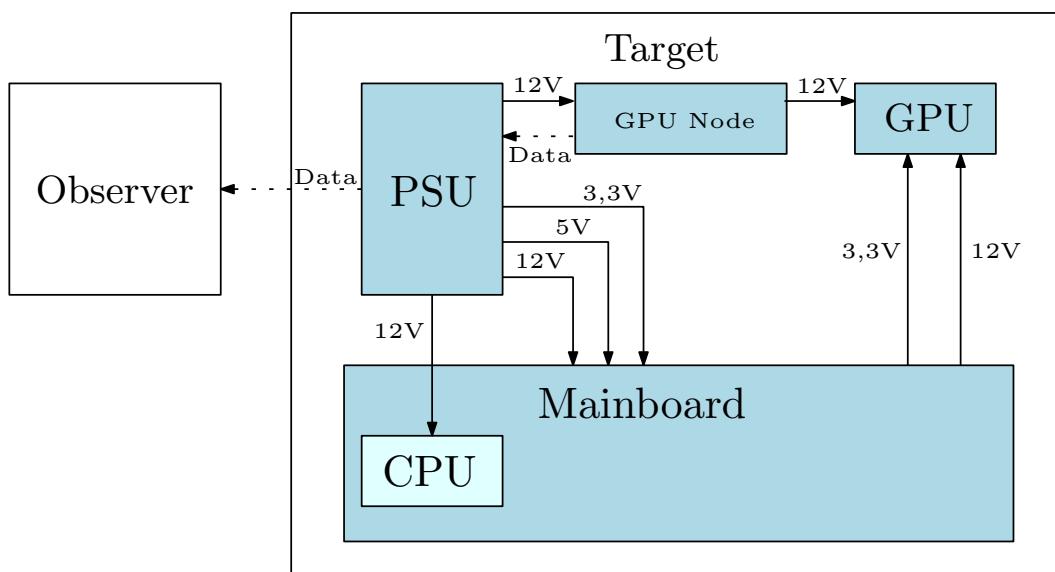 Target
12V
12V
GPU Node
GPU
Data
Data
Observer
PSU
3,3V
5V
12V
3,3V
12V
12V
Mainboard
CPU